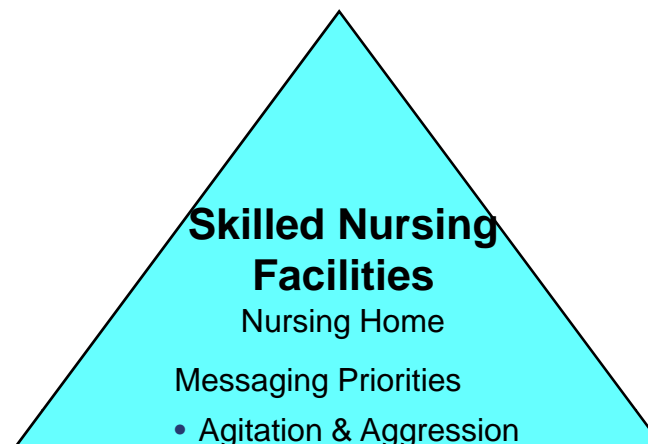 Skilled Nursing
Facilities
Nursing Home
Messaging Priorities
• Agitation & Aggression